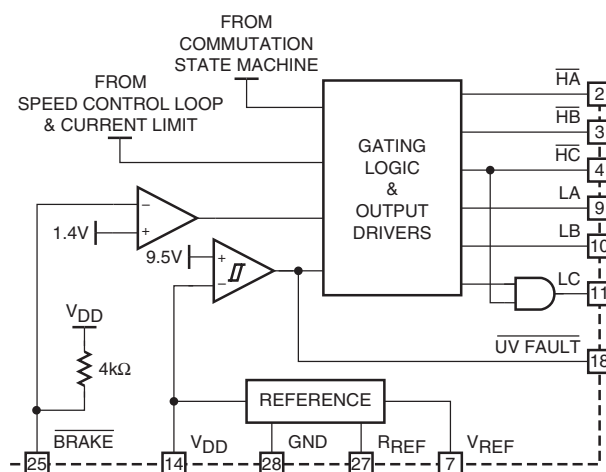 FROM
COMMUTATION
STATE MACHINE
FROM
SPEED CONTROL LOOP
& CURRENT LIMIT
GATING
LOGIC
&
OUTPUT
DRIVERS
HA
2
HB
3
HC
4
LA
9
LB
10
LC
11
UV FAULT
18
1.4V
−
+
9.5V
+
−
VDD
4kΩ
REFERENCE
BRAKE
25
VDD
14
GND
28
RREF
27
VREF
7